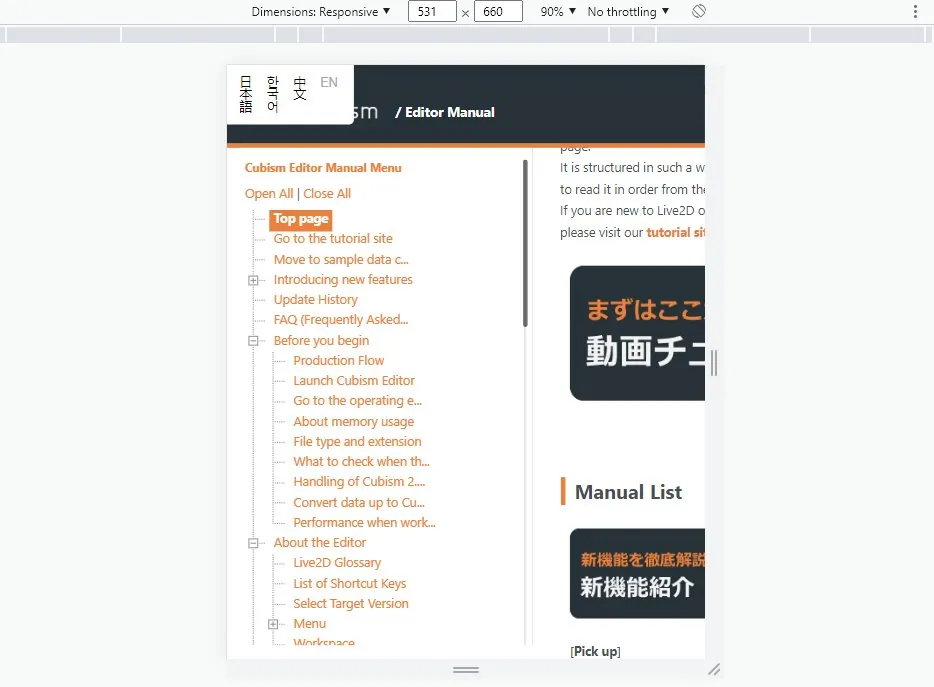 Dimensions: Responsive ▼ 531 × 660 90% ▼ No throttling ▼
日本語 한국어 中文 EN
/ Editor Manual
Cubism Editor Manual Menu
Open All | Close All
Top page
Go to the tutorial site
Move to sample data c...
Introducing new features
Update History
FAQ (Frequently Asked...
Before you begin
Production Flow
Launch Cubism Editor
Go to the operating e...
About memory usage
File type and extension
What to check when th...
Handling of Cubism 2....
Convert data up to Cu...
Performance when work...
About the Editor
Live2D Glossary
List of Shortcut Keys
Select Target Version
Menu
Workspace
page.
It is structured in such a w
to read it in order from the
If you are new to Live2D o
please visit our tutorial sit
まずはここ
動画チュ
Manual List
新機能を徹底解説
新機能紹介
[Pick up]